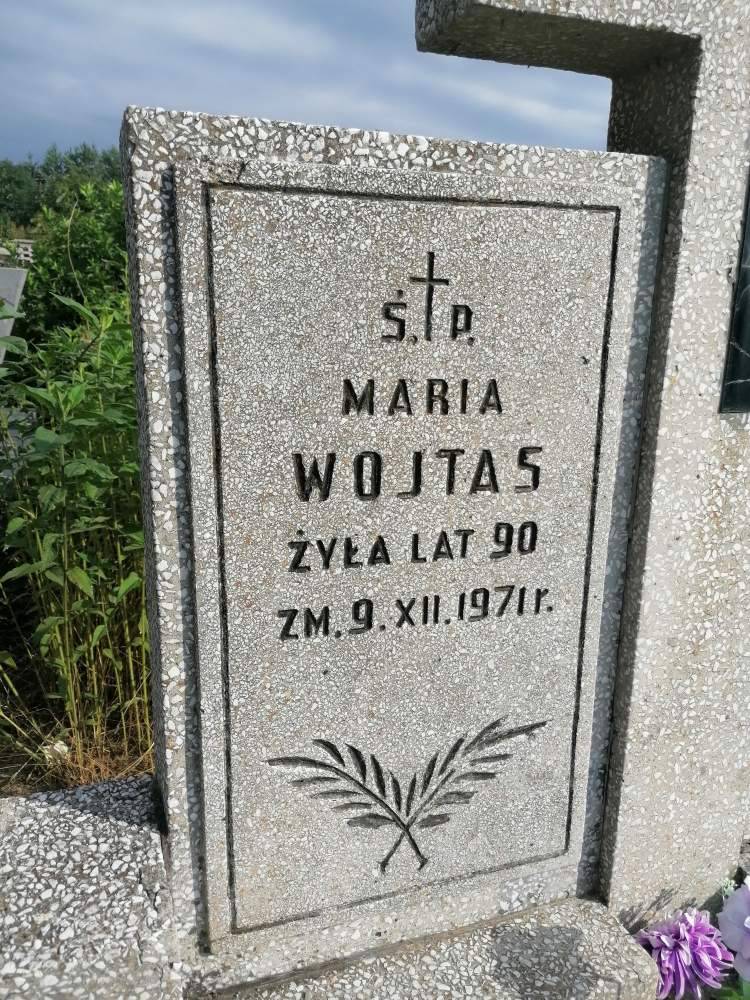 Ś.†P.
MARIA
WOJTAS
ŻYŁA LAT 90
ZM. 9. XII. 1971 r.